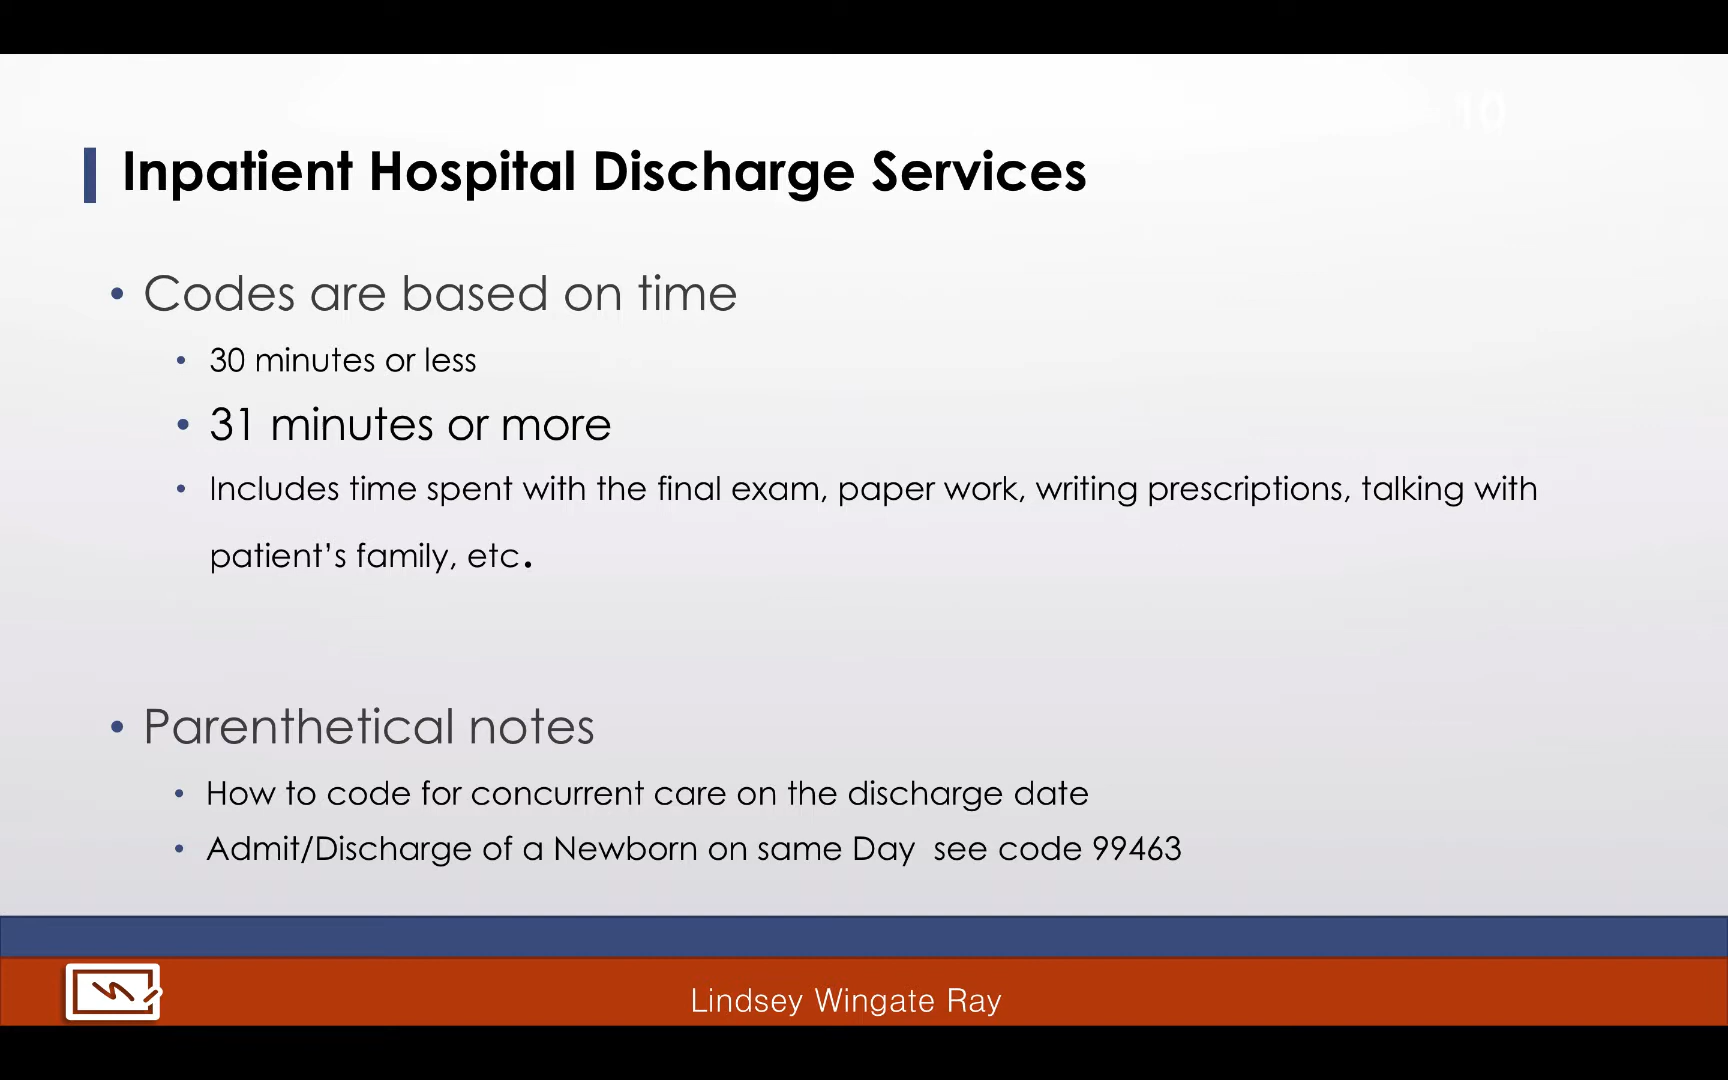 10
Inpatient Hospital Discharge Services
• Codes are based on time
• 30 minutes or less
• 31 minutes or more
• Includes time spent with the final exam, paper work, writing prescriptions, talking with
patient’s family, etc.
• Parenthetical notes
• How to code for concurrent care on the discharge date
• Admit/Discharge of a Newborn on same Day  see code 99463
Lindsey Wingate Ray